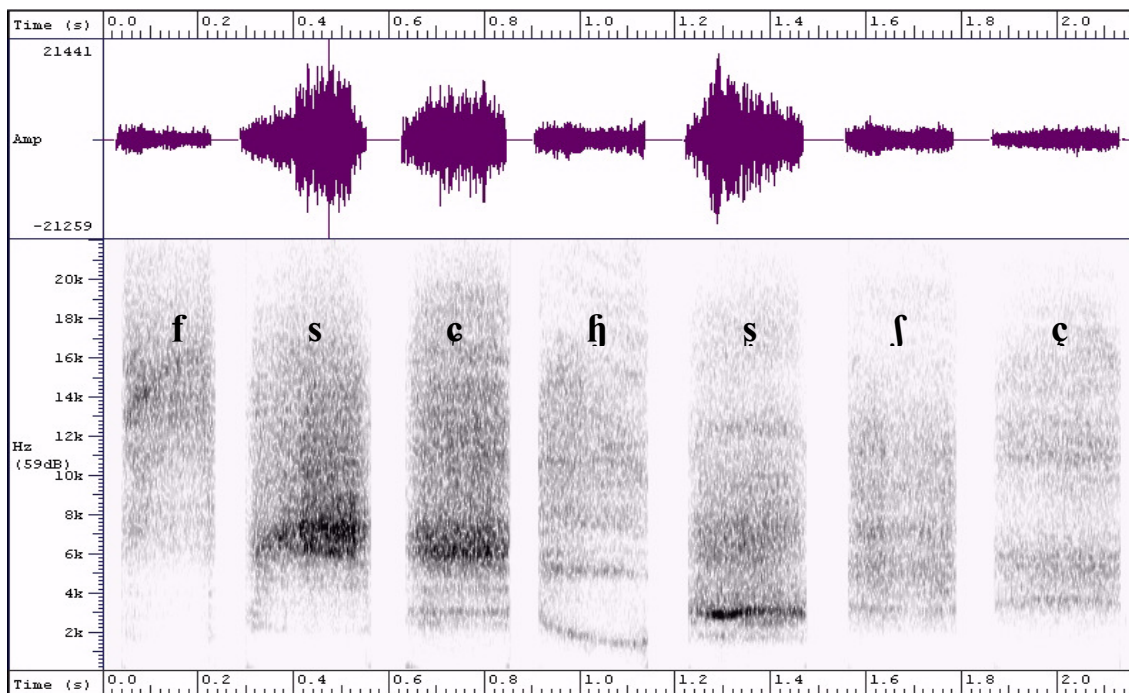 Time (s) 0.0 0.2 0.4 0.6 0.8 1.0 1.2 1.4 1.6 1.8 2.0
21441
Amp
-21259
20k
18k
f s ɕ ɧ ʂ ʃ ç
16k
14k
12k
Hz
(59dB)
10k
8k
6k
4k
2k
Time (s) 0.0 0.2 0.4 0.6 0.8 1.0 1.2 1.4 1.6 1.8 2.0